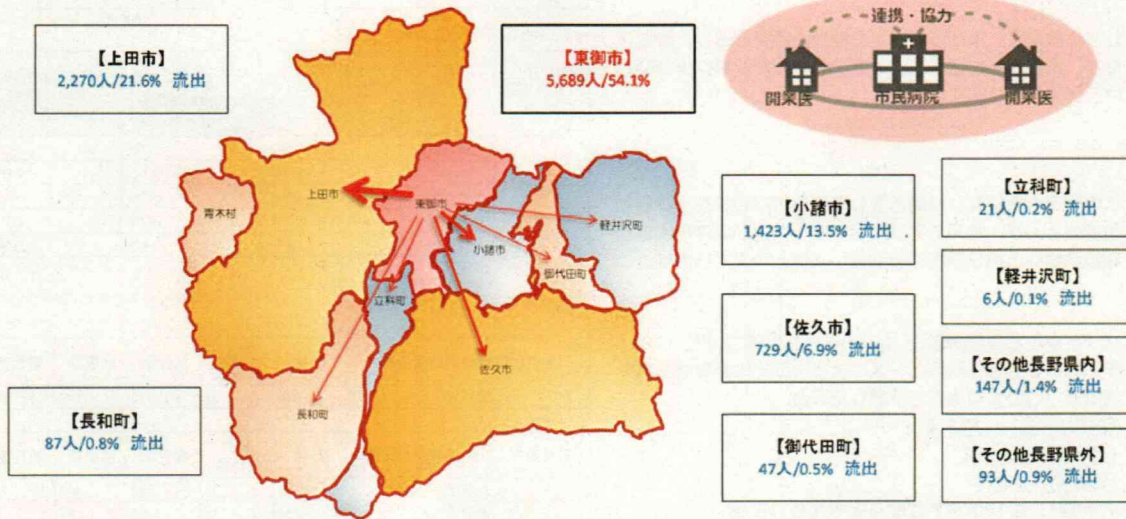 【上田市】
2,270人/21.6% 流出
【東御市】
5,689人/54.1%
連携・協力
開業医
市民病院
開業医
上田市
東御市
青木村
軽井沢町
小諸市
御代田町
立科町
佐久市
長和町
【小諸市】
1,423人/13.5% 流出
【立科町】
21人/0.2% 流出
【軽井沢町】
6人/0.1% 流出
【佐久市】
729人/6.9% 流出
【その他長野県内】
147人/1.4% 流出
【長和町】
87人/0.8% 流出
【御代田町】
47人/0.5% 流出
【その他長野県外】
93人/0.9% 流出